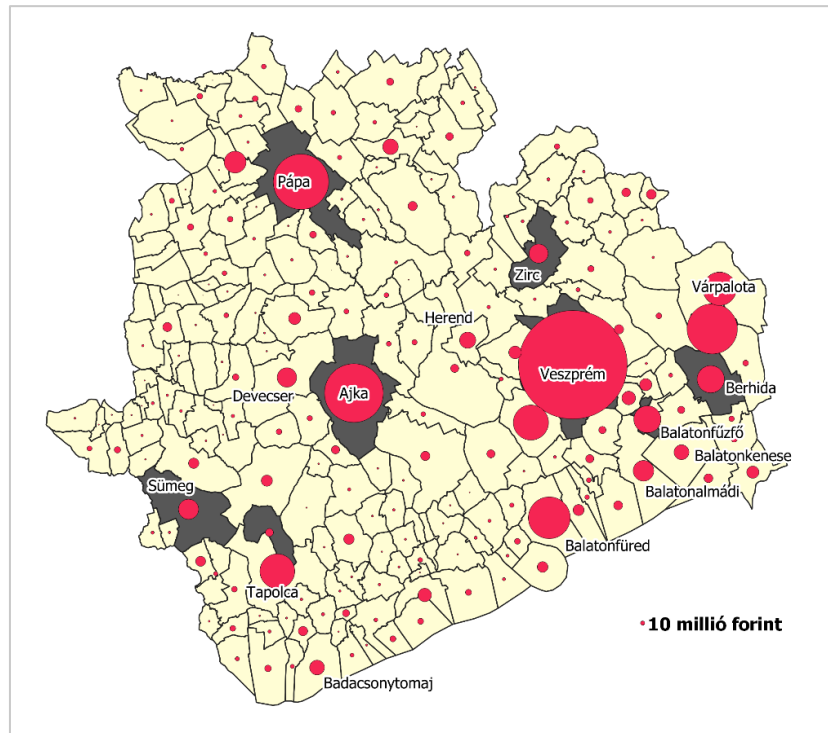 Pápa
Zirc
Várpalota
Herend
Veszprém
Devecser
Ajka
Berhida
Balatonfűzfő
Balatonkenese
Sümeg
Balatonalmádi
Balatonfüred
Tapolca
10 millió forint
Badacsonytomaj